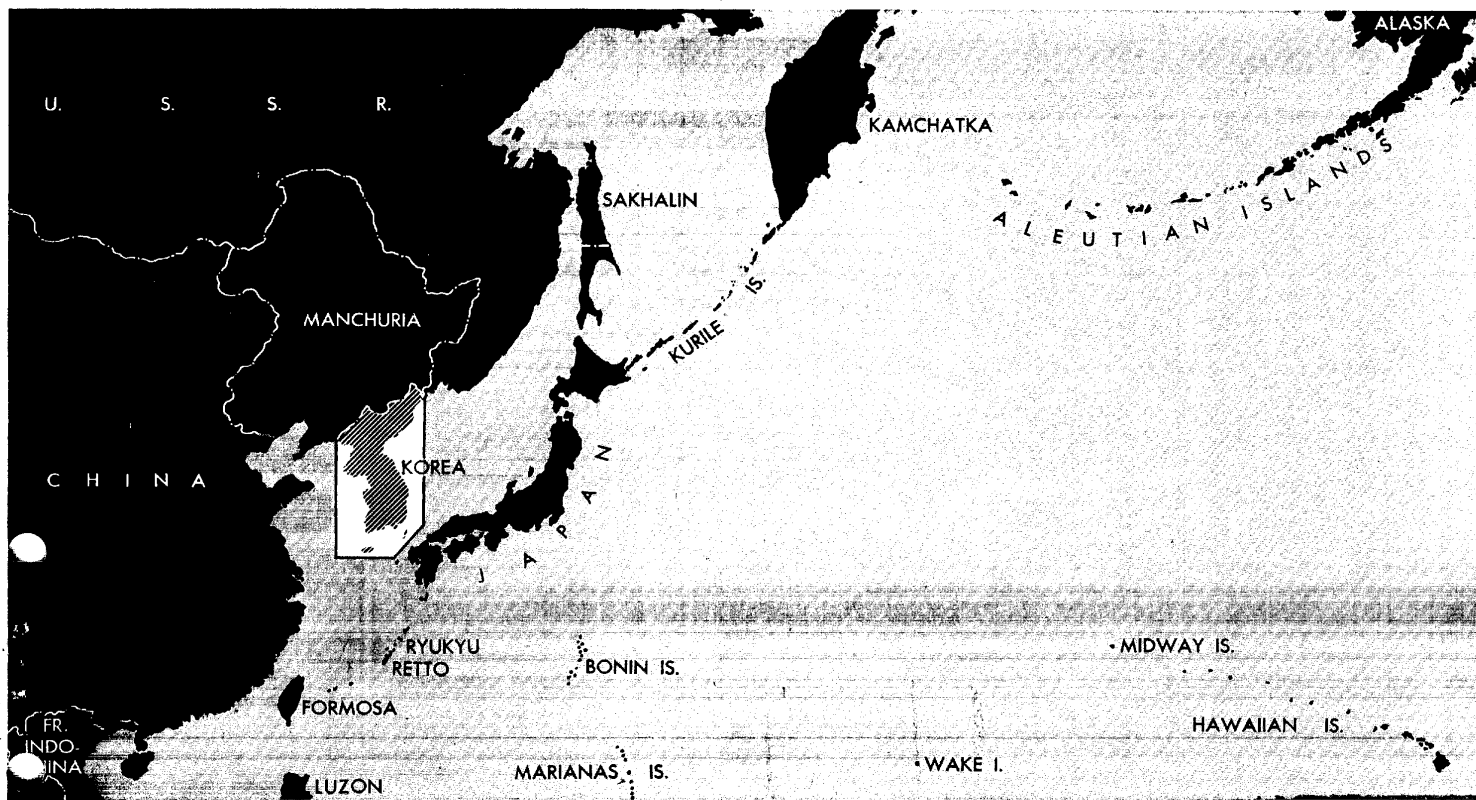 ALASKA
U. S. S. R.
KAMCHATKA
ALEUTIAN ISLANDS
SAKHALIN
KURILE IS.
MANCHURIA
KOREA
CHINA
JAPAN
RYUKYU
RETTO
BONIN IS.
MIDWAY IS.
FORMOSA
HAWAIIAN IS.
FR.
INDO-
MARIANAS IS.
WAKE I.
LUZON